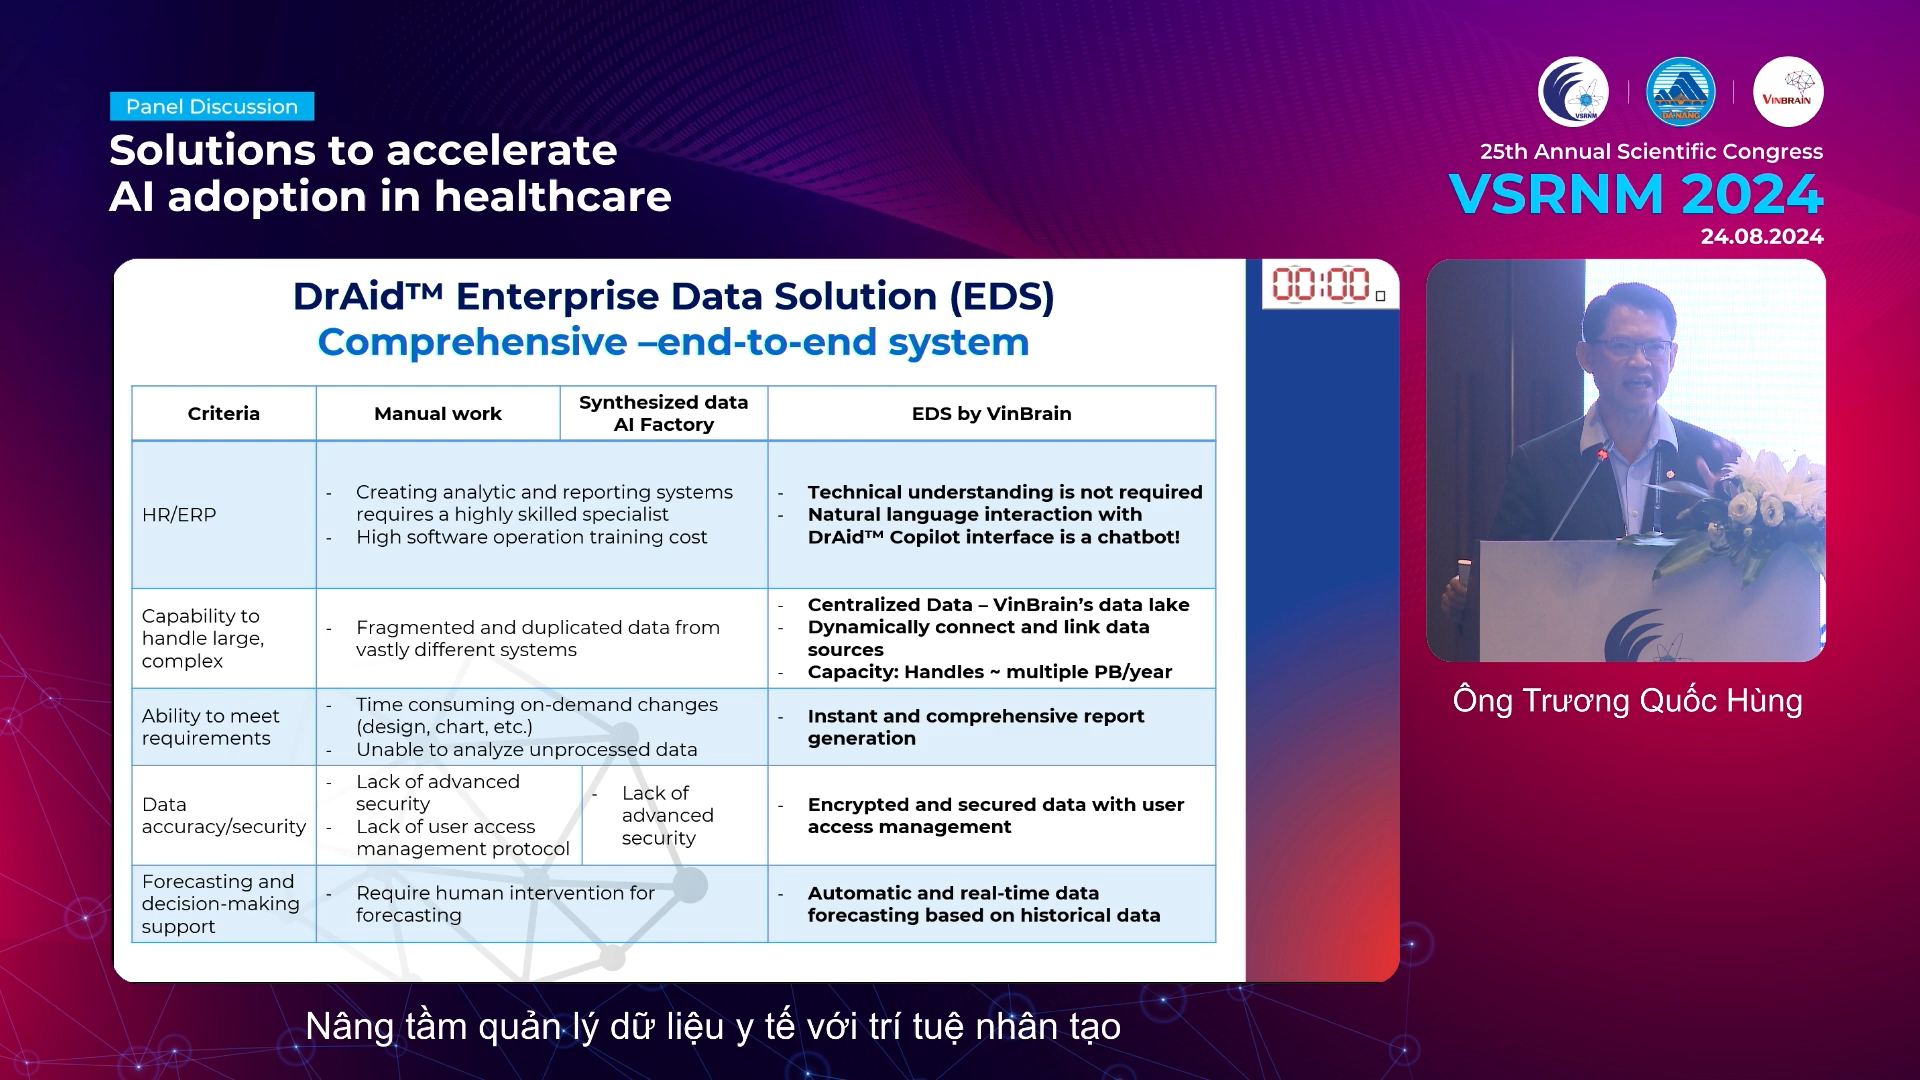 Panel Discussion
Solutions to accelerate
AI adoption in healthcare
VSRNM
DA NANG
VINBRAIN
25th Annual Scientific Congress
VSRNM 2024
24.08.2024
DrAid™ Enterprise Data Solution (EDS)
Comprehensive –end-to-end system
00:00
Criteria
Manual work
Synthesized data
AI Factory
EDS by VinBrain
HR/ERP
- Creating analytic and reporting systems
requires a highly skilled specialist
- High software operation training cost
- Technical understanding is not required
- Natural language interaction with
DrAid™ Copilot interface is a chatbot!
Capability to
handle large,
complex
- Fragmented and duplicated data from
vastly different systems
- Centralized Data – VinBrain's data lake
- Dynamically connect and link data
sources
- Capacity: Handles ~ multiple PB/year
Ability to meet
requirements
- Time consuming on-demand changes
(design, chart, etc.)
- Unable to analyze unprocessed data
- Instant and comprehensive report
generation
Data
accuracy/security
- Lack of advanced
security
- Lack of user access
management protocol
- Lack of
advanced
security
- Encrypted and secured data with user
access management
Forecasting and
decision-making
support
- Require human intervention for
forecasting
- Automatic and real-time data
forecasting based on historical data
Ông Trương Quốc Hùng
Nâng tầm quản lý dữ liệu y tế với trí tuệ nhân tạo